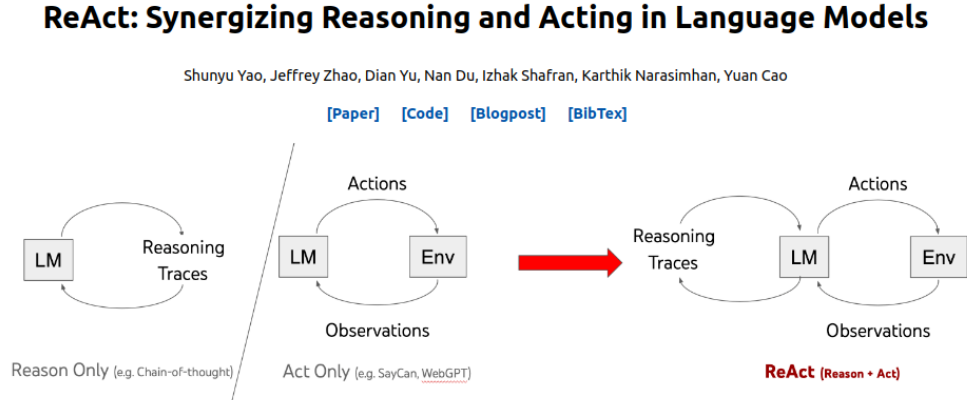 ReAct: Synergizing Reasoning and Acting in Language Models
Shunyu Yao, Jeffrey Zhao, Dian Yu, Nan Du, Izhak Shafran, Karthik Narasimhan, Yuan Cao
[Paper] [Code] [Blogpost] [BibTex]
LM
Reasoning
Traces
Reason Only (e.g. Chain-of-thought)
Actions
LM
Env
Observations
Act Only (e.g. SayCan, WebGPT)
Reasoning
Traces
Actions
LM
Env
Observations
ReAct (Reason + Act)